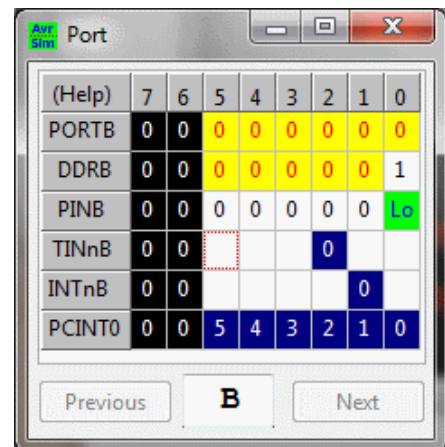 Avr Sim Port
(Help) 7 6 5 4 3 2 1 0
PORTB 0 0 0 0 0 0 0 0
DDRB 0 0 0 0 0 0 0 1
PINB 0 0 0 0 0 0 0 Lo
TINnB 0 0 0
INTnB 0 0 0
PCINT0 0 0 5 4 3 2 1 0
Previous B Next